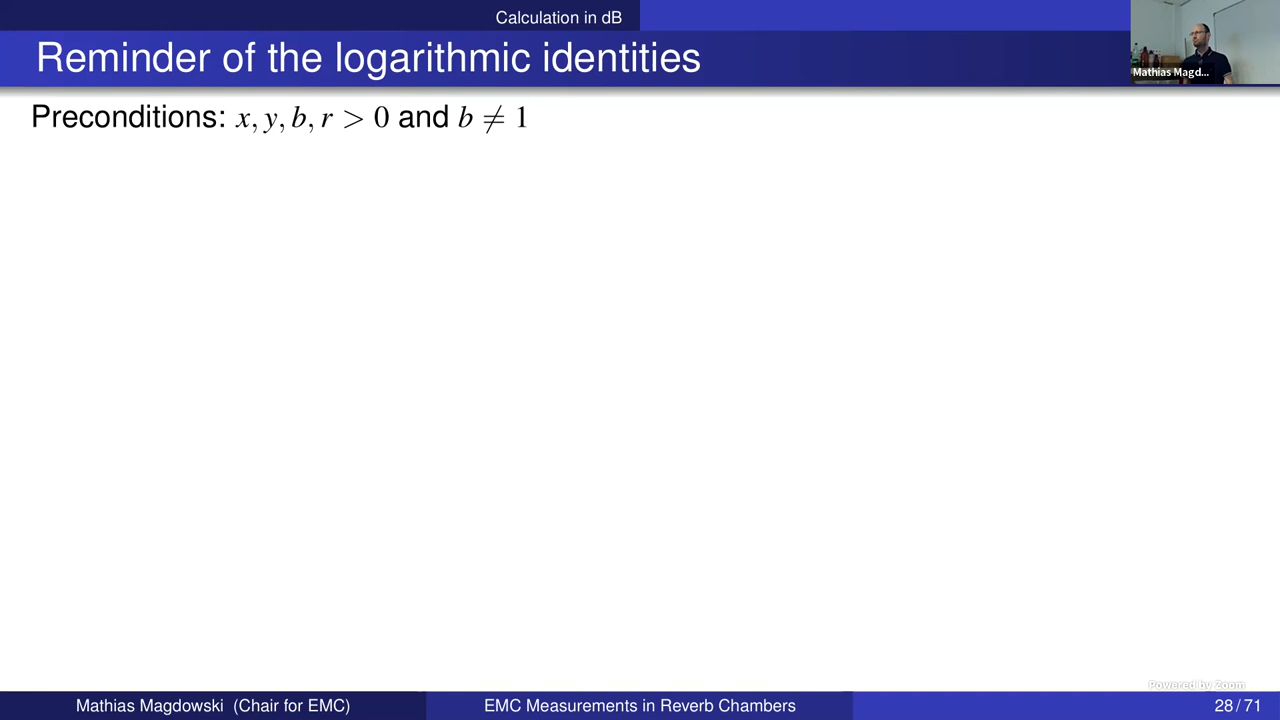 Calculation in dB
Reminder of the logarithmic identities
Mathias Magd...
Preconditions: x, y, b, r > 0 and b ≠ 1
Powered by Zoom
Mathias Magdowski (Chair for EMC)
EMC Measurements in Reverb Chambers
28 / 71